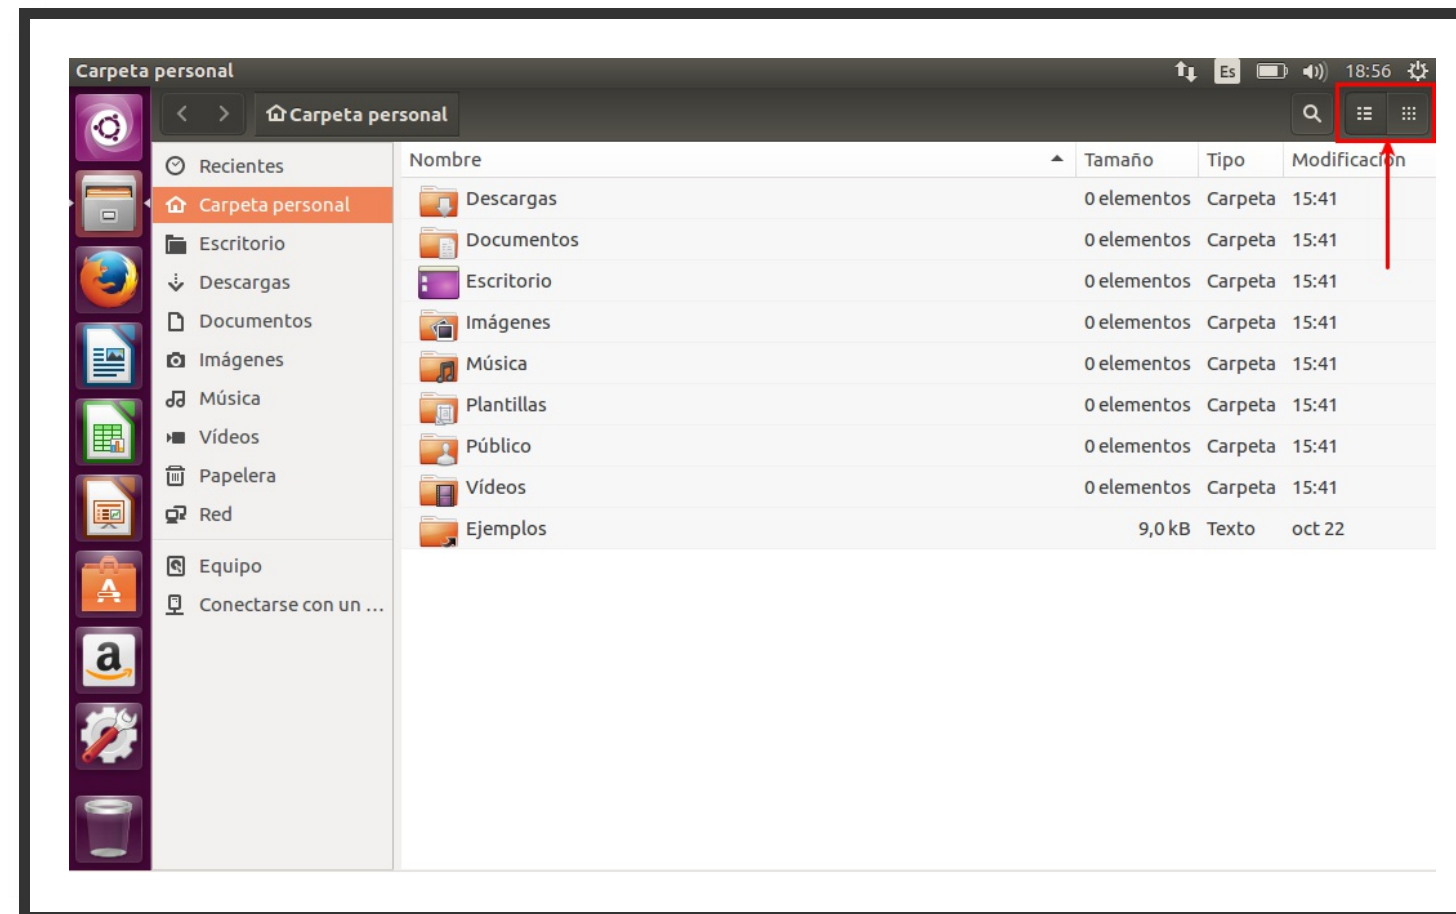 Carpeta personal
Es
18:56
Carpeta personal
Recientes
Carpeta personal
Escritorio
Descargas
Documentos
Imágenes
Música
Vídeos
Papelera
Red
Equipo
Conectarse con un ...
Nombre Tamaño Tipo Modificación
Descargas 0 elementos Carpeta 15:41
Documentos 0 elementos Carpeta 15:41
Escritorio 0 elementos Carpeta 15:41
Imágenes 0 elementos Carpeta 15:41
Música 0 elementos Carpeta 15:41
Plantillas 0 elementos Carpeta 15:41
Público 0 elementos Carpeta 15:41
Vídeos 0 elementos Carpeta 15:41
Ejemplos 9,0 kB Texto oct 22